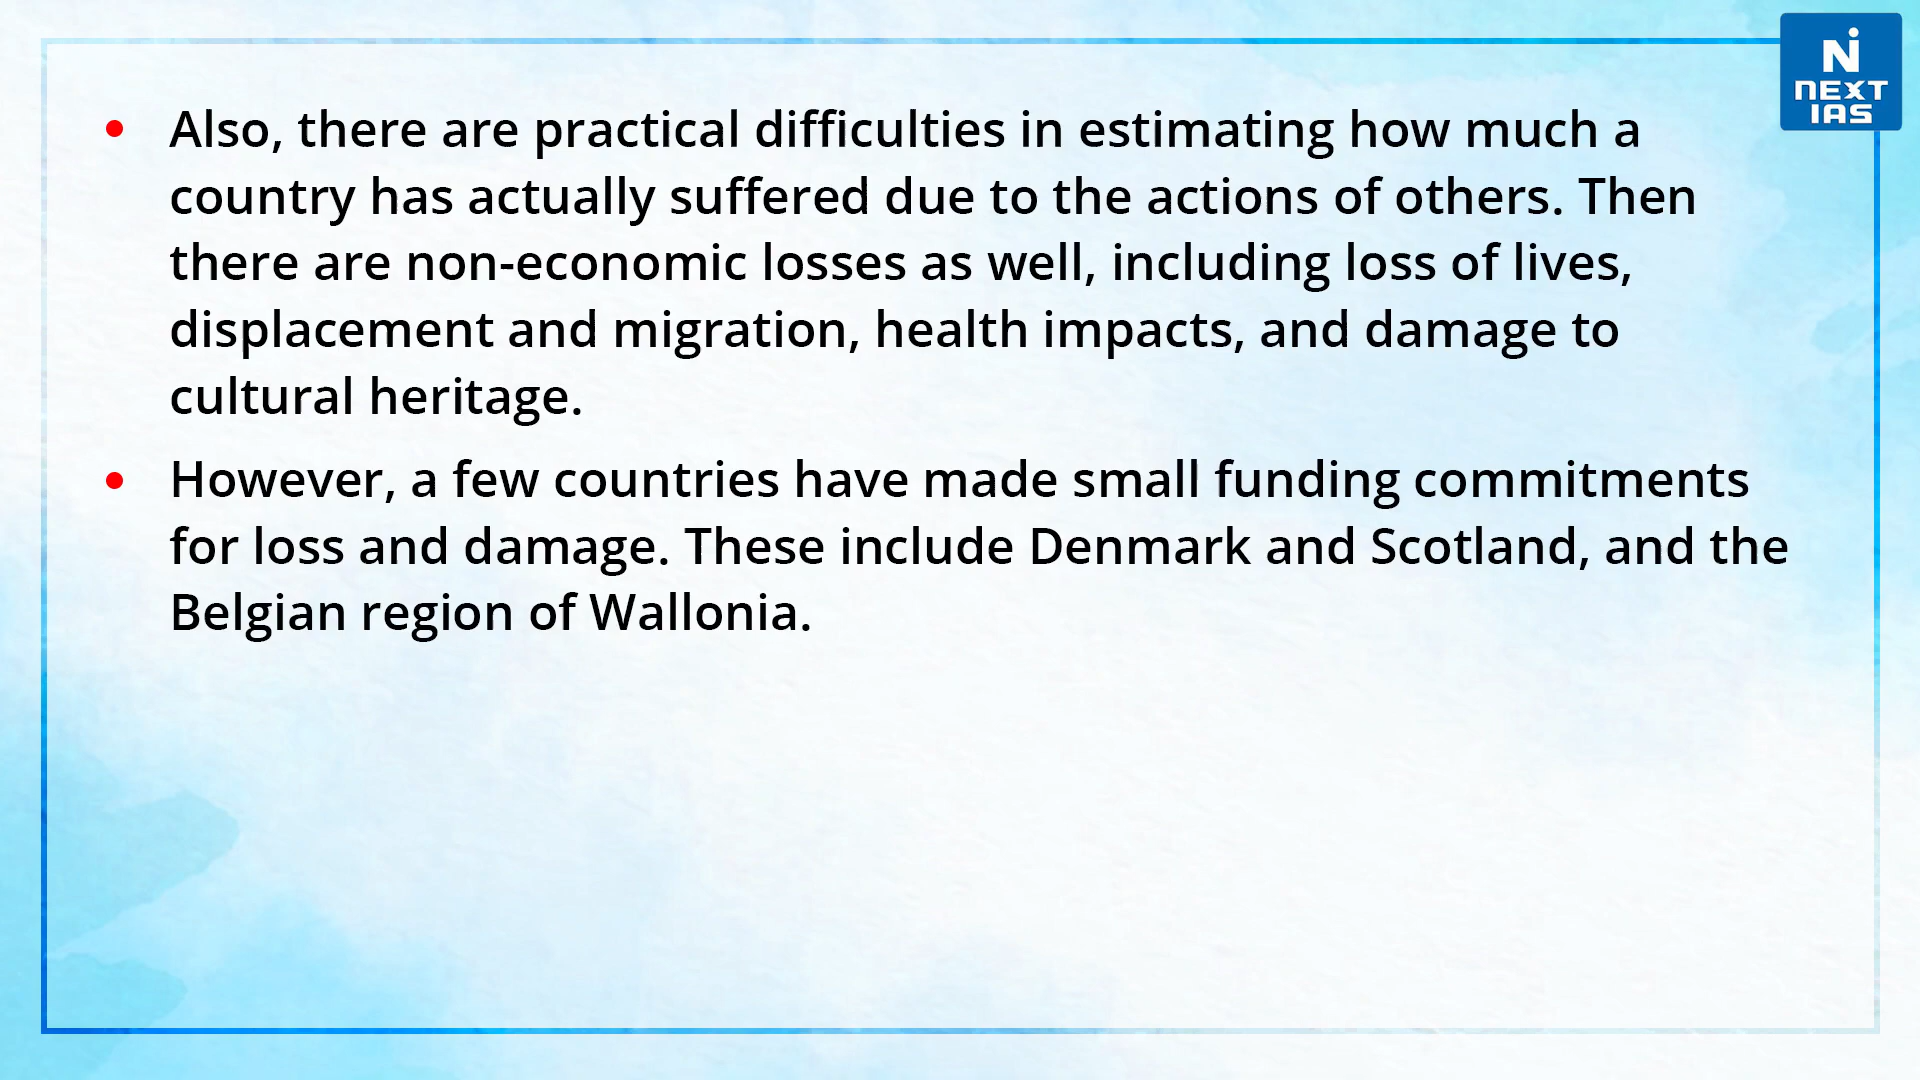 NEXT
IAS
• Also, there are practical difficulties in estimating how much a
country has actually suffered due to the actions of others. Then
there are non-economic losses as well, including loss of lives,
displacement and migration, health impacts, and damage to
cultural heritage.
• However, a few countries have made small funding commitments
for loss and damage. These include Denmark and Scotland, and the
Belgian region of Wallonia.